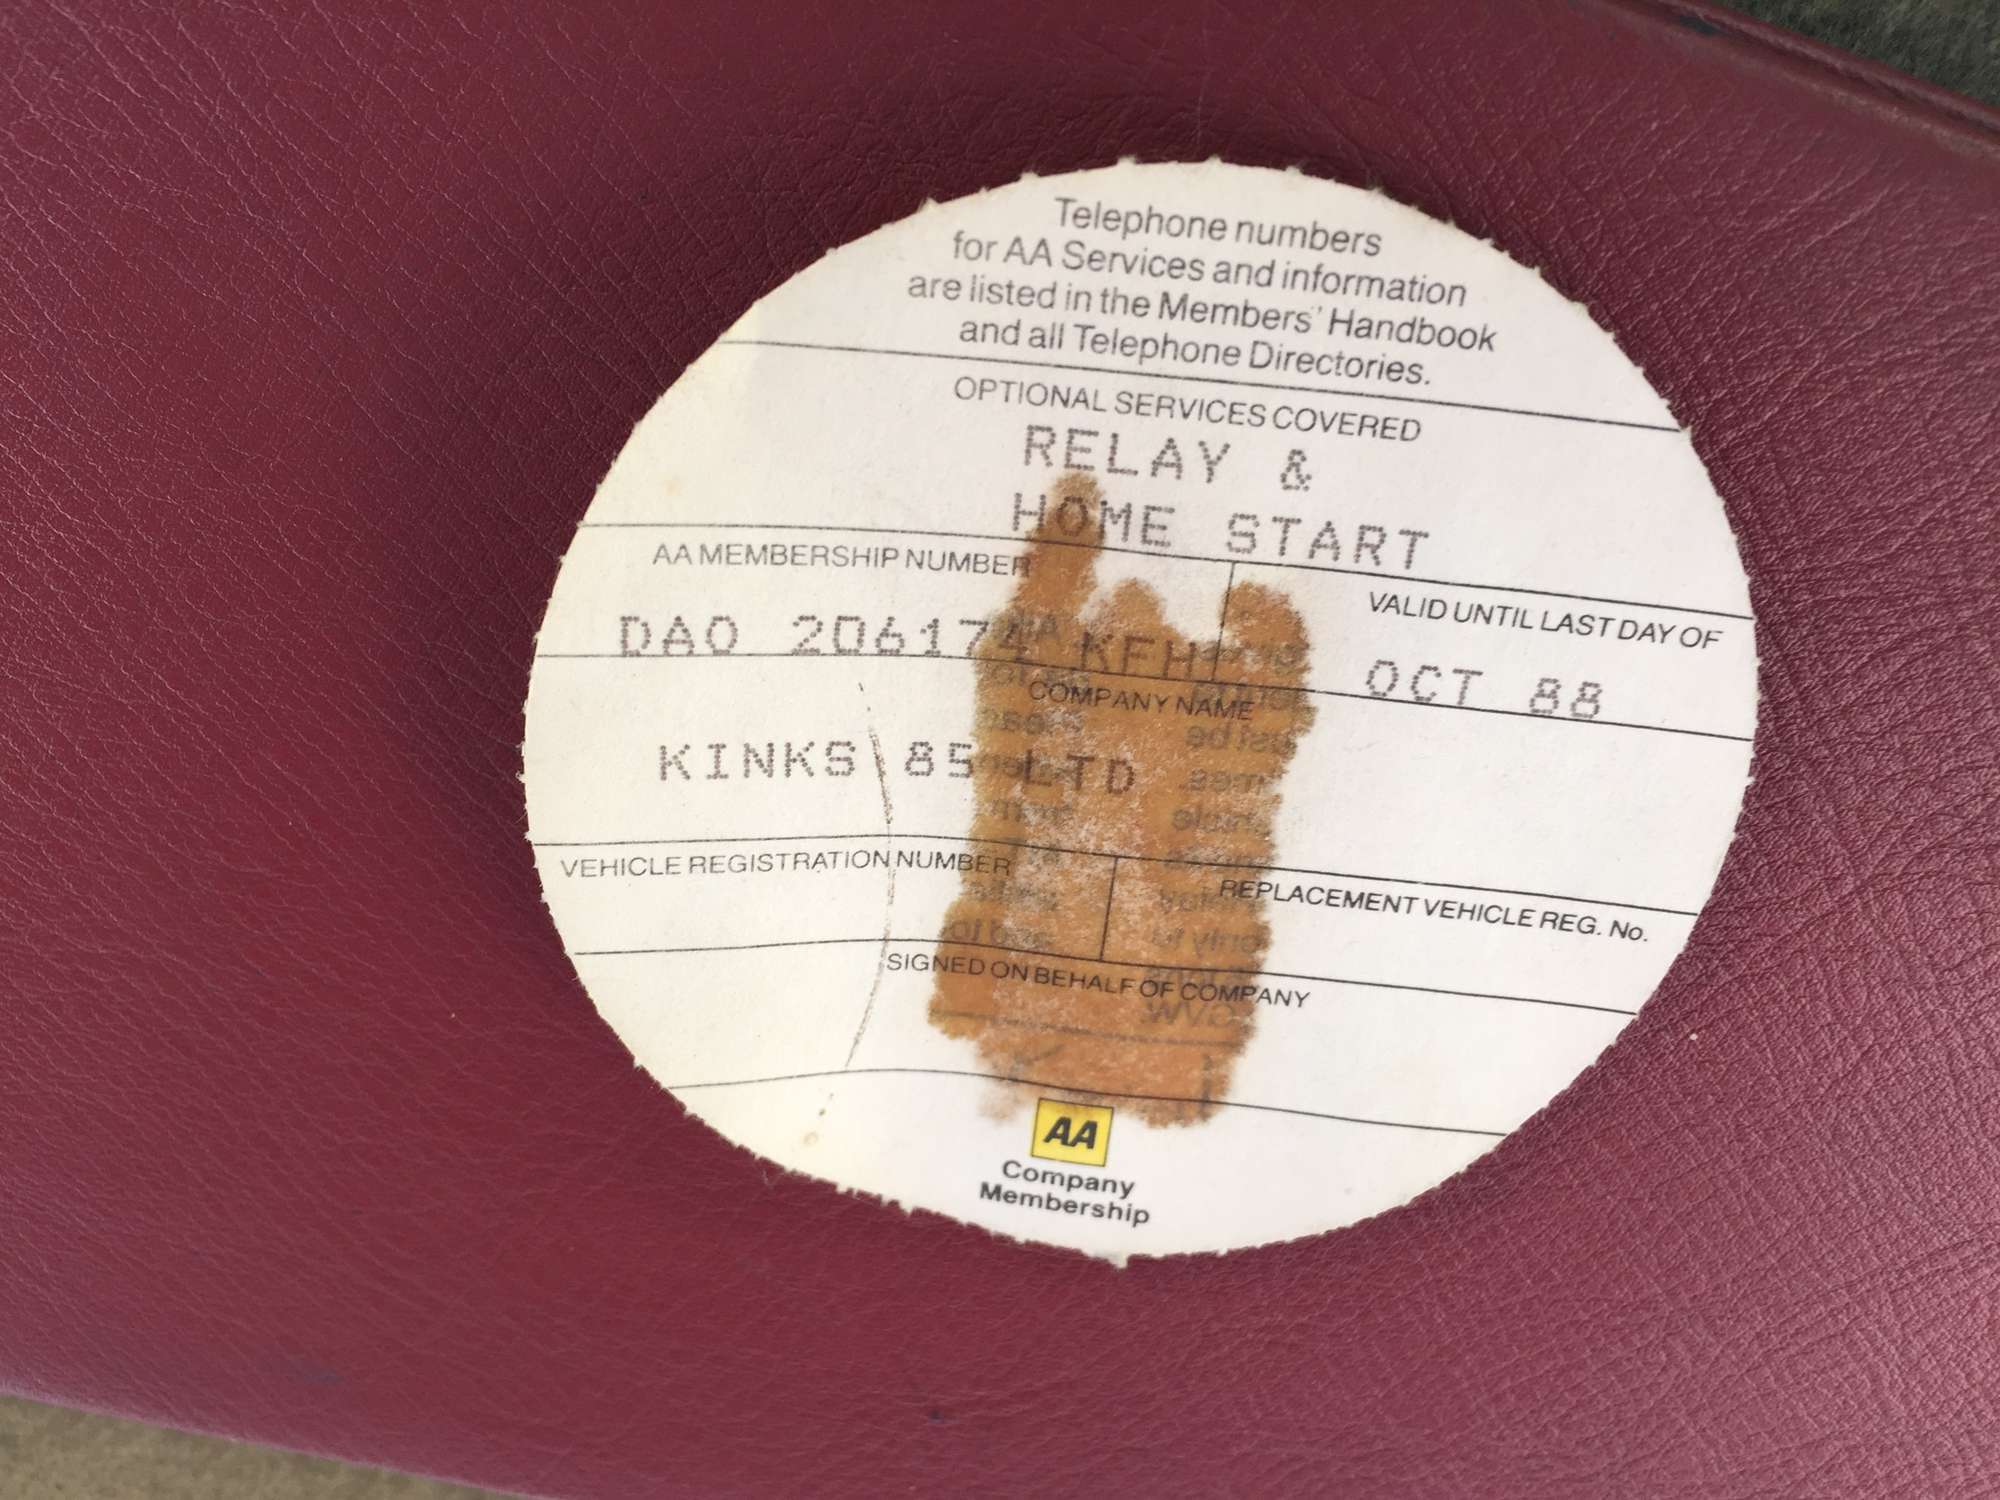 Telephone numbers
for AA Services and information
are listed in the Members' Handbook
and all Telephone Directories.
OPTIONAL SERVICES COVERED
RELAY &
HOME START
AA MEMBERSHIP NUMBER
VALID UNTIL LAST DAY OF
DAO 206174 KFH
OCT 88
COMPANY NAME
KINKS 85 LTD
VEHICLE REGISTRATION NUMBER
REPLACEMENT VEHICLE REG. No.
SIGNED ON BEHALF OF COMPANY
AA
Company
Membership